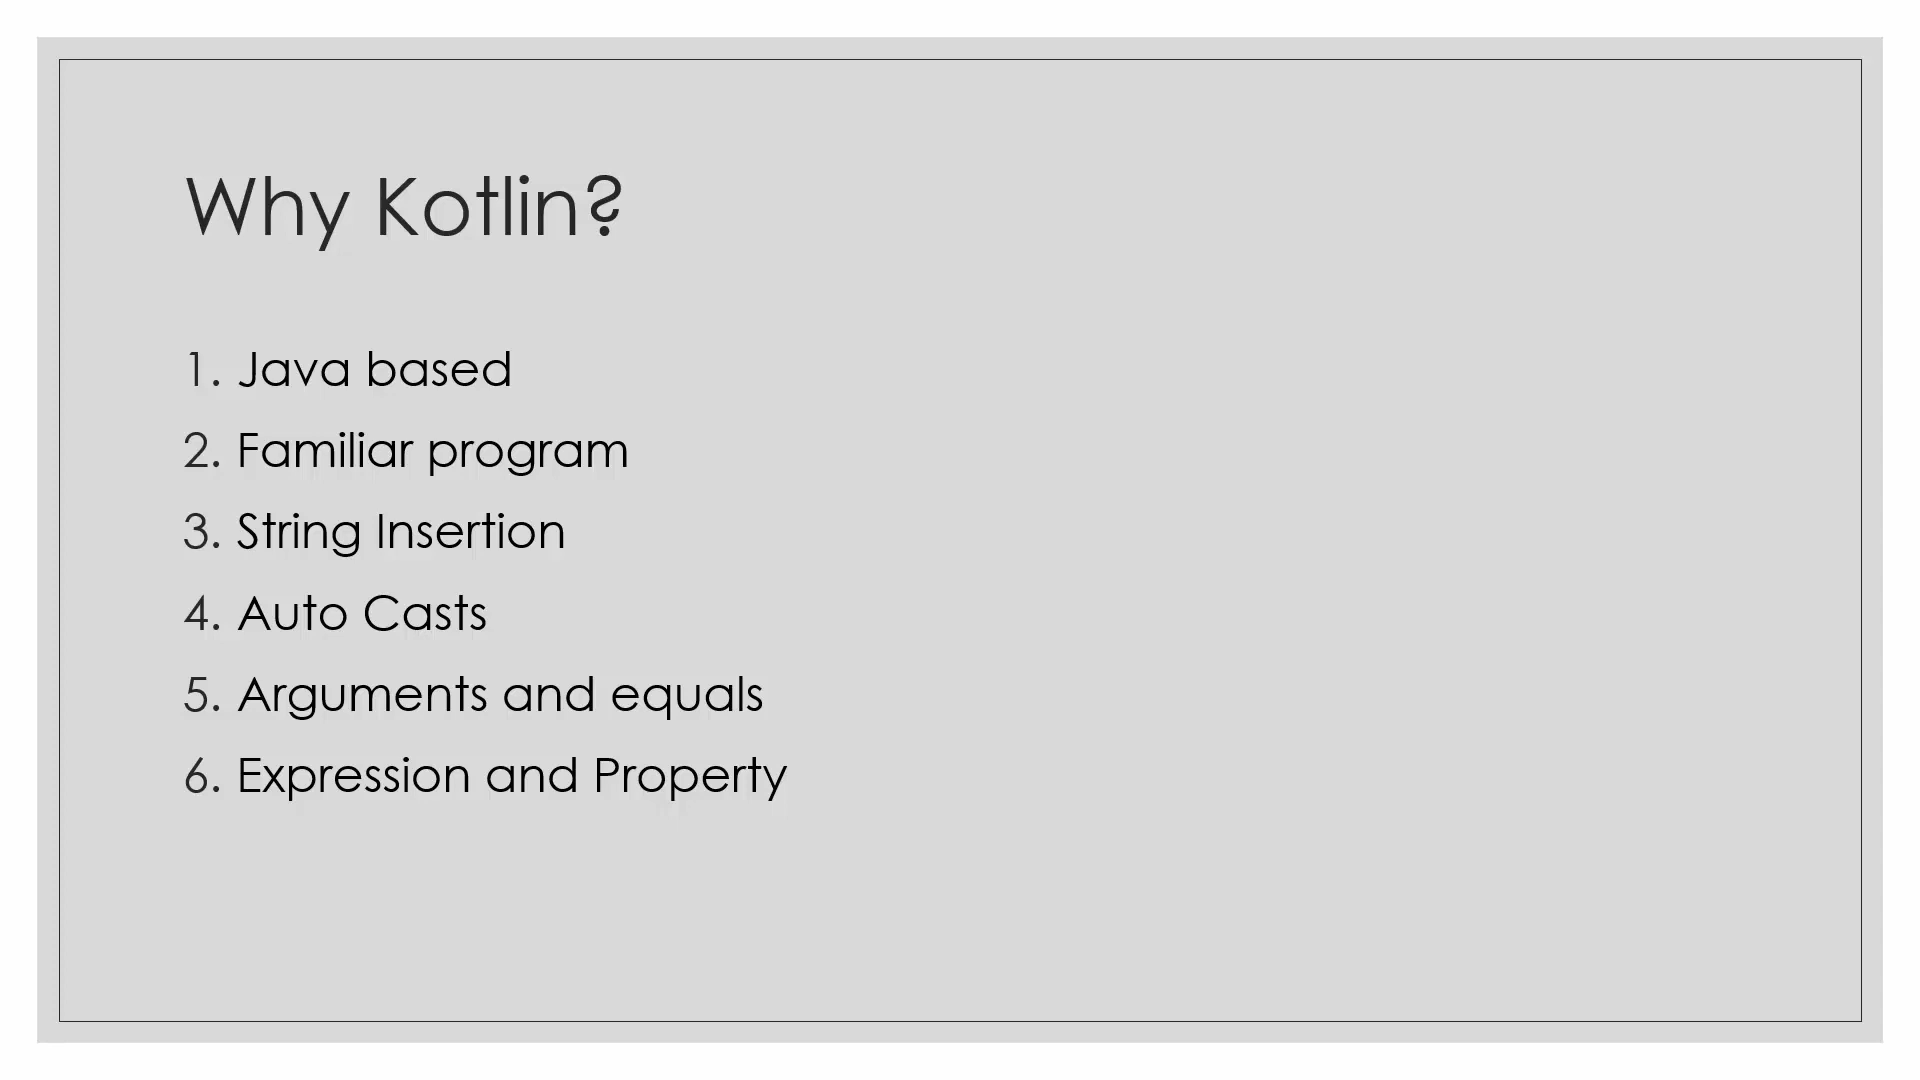 Why Kotlin?
1. Java based
2. Familiar program
3. String Insertion
4. Auto Casts
5. Arguments and equals
6. Expression and Property